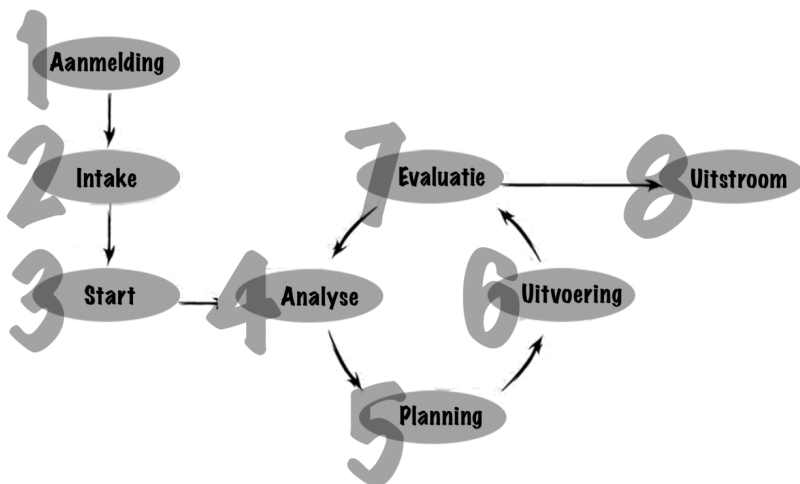 1 Aanmelding
2 Intake
3 Start
4 Analyse
5 Planning
6 Uitvoering
7 Evaluatie
8 Uitstroom